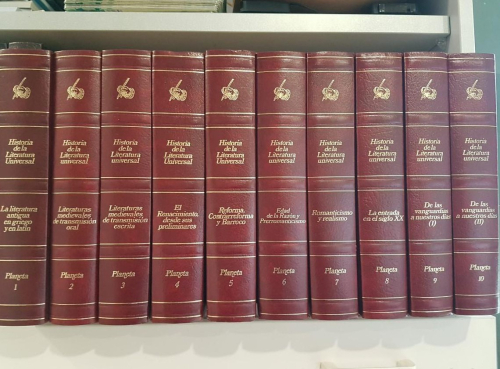 Historia
de la
Literatura
universal
La literatura
antigua
en griego
y en latín
Planeta
1
Historia
de la
Literatura
universal
Literaturas
medievales
de transmisión
oral
Planeta
2
Historia
de la
Literatura
universal
Literaturas
medievales
de transmisión
escrita
Planeta
3
Historia
de la
Literatura
universal
El
Renacimiento,
desde sus
preliminares
Planeta
4
Historia
de la
Literatura
universal
Reforma,
Contrarreforma
y Barroco
Planeta
5
Historia
de la
Literatura
universal
Edad
de la Razón y
Prerromanticismo
Planeta
6
Historia
de la
Literatura
universal
Romanticismo
y realismo
Planeta
7
Historia
de la
Literatura
universal
La entrada
en el siglo XX
Planeta
8
Historia
de la
Literatura
universal
De las
vanguardias
a nuestros días
(I)
Planeta
9
Historia
de la
Literatura
universal
De las
vanguardias
a nuestros días
(II)
Planeta
10